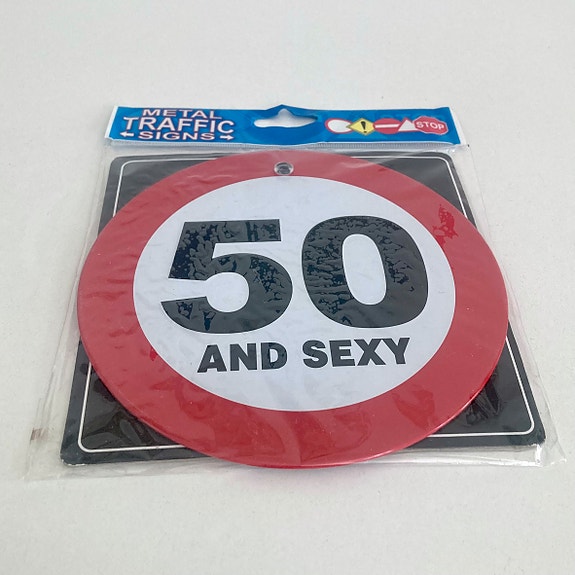 METAL
TRAFFIC
SIGNS
STOP
50
AND SEXY